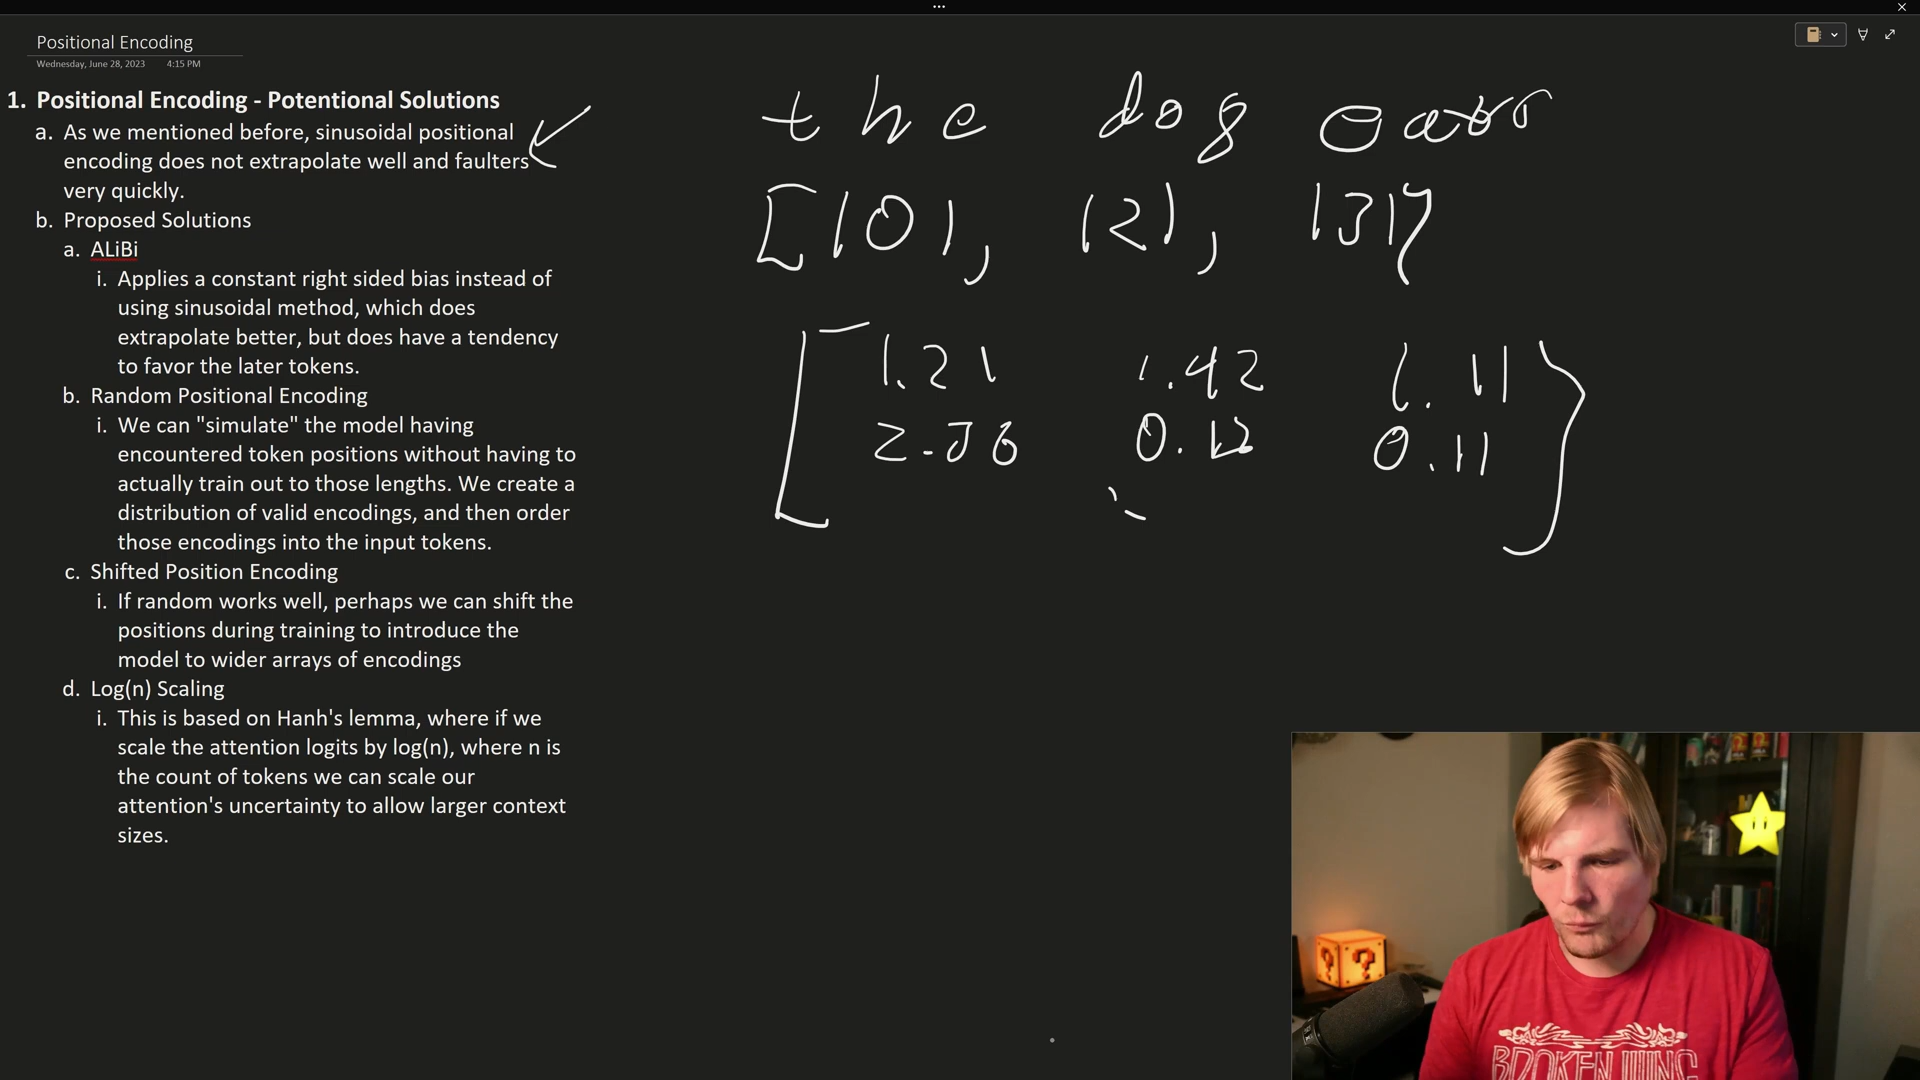 Positional Encoding
Wednesday, June 28, 2023 4:15 PM
1. Positional Encoding - Potentional Solutions
a. As we mentioned before, sinusoidal positional
encoding does not extrapolate well and faulters
very quickly.
b. Proposed Solutions
a. ALiBi
i. Applies a constant right sided bias instead of
using sinusoidal method, which does
extrapolate better, but does have a tendency
to favor the later tokens.
b. Random Positional Encoding
i. We can "simulate" the model having
encountered token positions without having to
actually train out to those lengths. We create a
distribution of valid encodings, and then order
those encodings into the input tokens.
c. Shifted Position Encoding
i. If random works well, perhaps we can shift the
positions during training to introduce the
model to wider arrays of encodings
d. Log(n) Scaling
i. This is based on Hanh's lemma, where if we
scale the attention logits by log(n), where n is
the count of tokens we can scale our
attention's uncertainty to allow larger context
sizes.
the dog
[101, 121, 131]
1.21 1.42 1.11
0.12 0.11
BROKEN